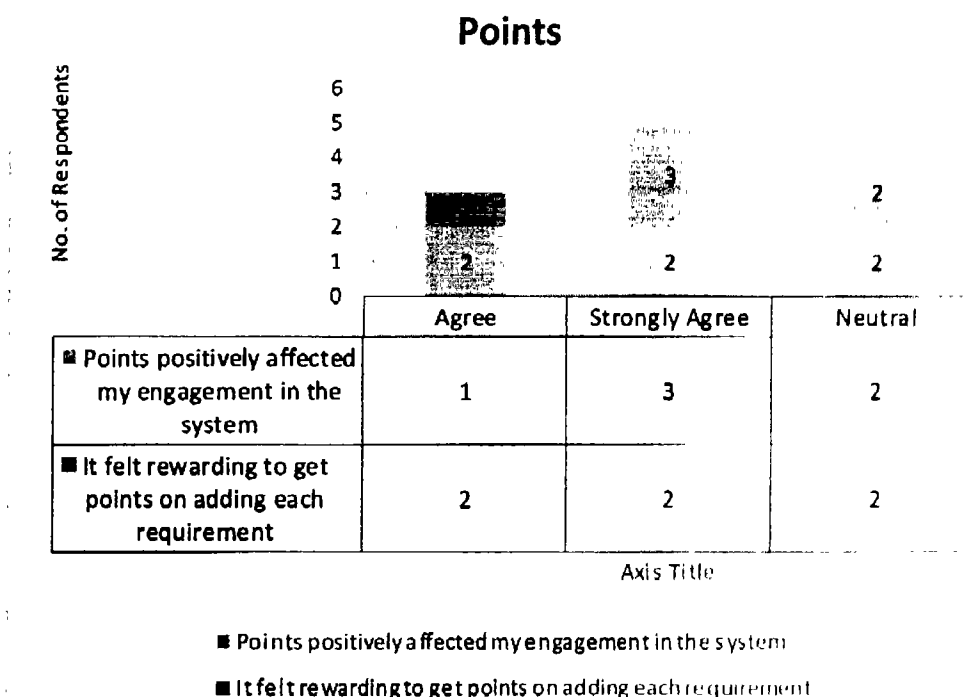 Points
No. of Respondents
6
5
4
3
2
1
0
3
2
2
2
2
Agree Strongly Agree Neutral
Points positively affected
my engagement in the
system
1 3 2
It felt rewarding to get
points on adding each
requirement
2 2 2
Axis Title
Points positively affected my engagement in the system
It felt rewarding to get points on adding each requirement